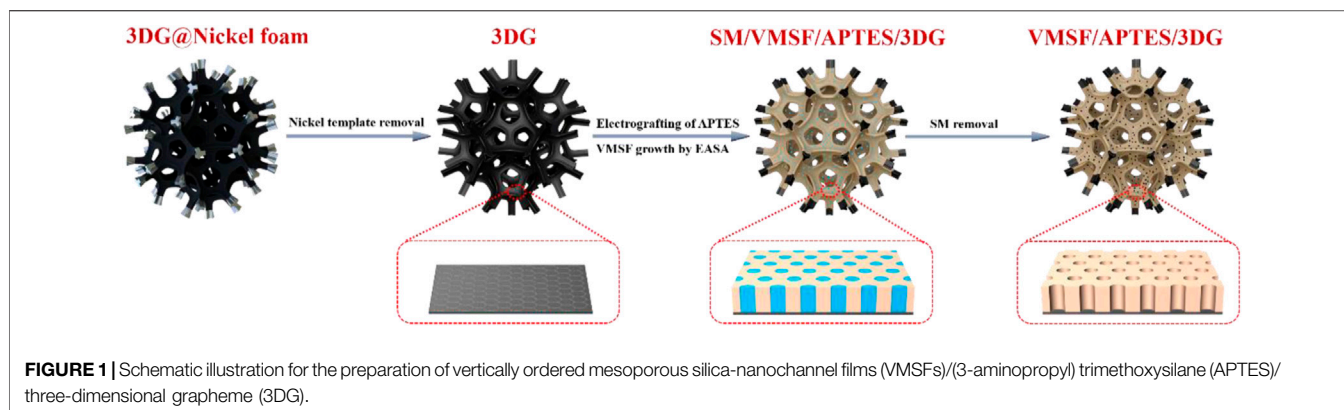 3DG@Nickel foam
3DG
SM/VMSF/APTES/3DG
VMSF/APTES/3DG
Nickel template removal
Electrografting of APTES
VMSF growth by EASA
SM removal
FIGURE 1 | Schematic illustration for the preparation of vertically ordered mesoporous silica-nanochannel films (VMSFs)/(3-aminopropyl) trimethoxysilane (APTES)/
three-dimensional grapheme (3DG).